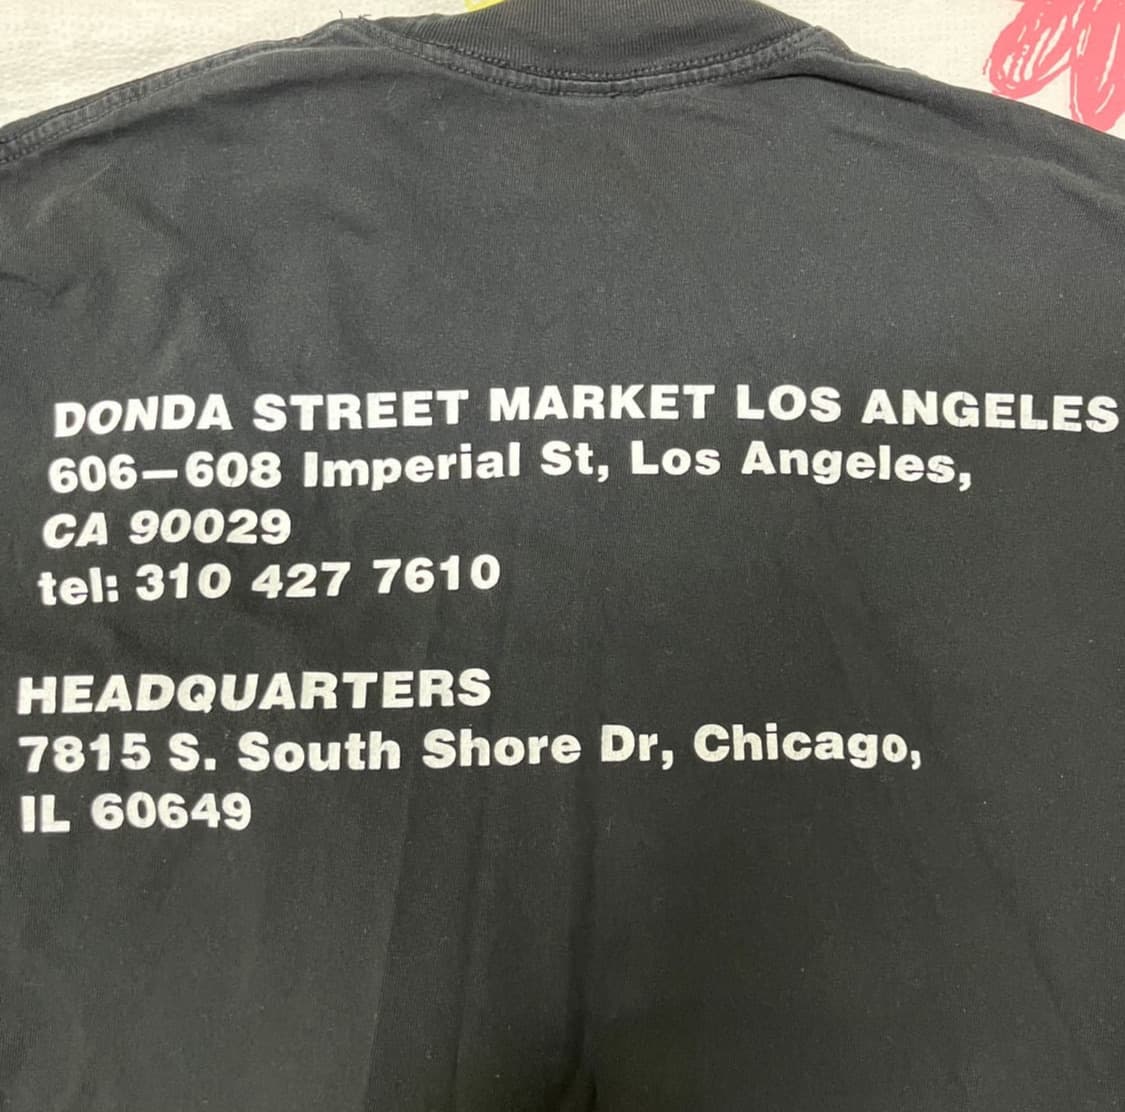 DONDA STREET MARKET LOS ANGELES
606—608 Imperial St, Los Angeles,
CA 90029
tel: 310 427 7610
HEADQUARTERS
7815 S. South Shore Dr, Chicago,
IL 60649